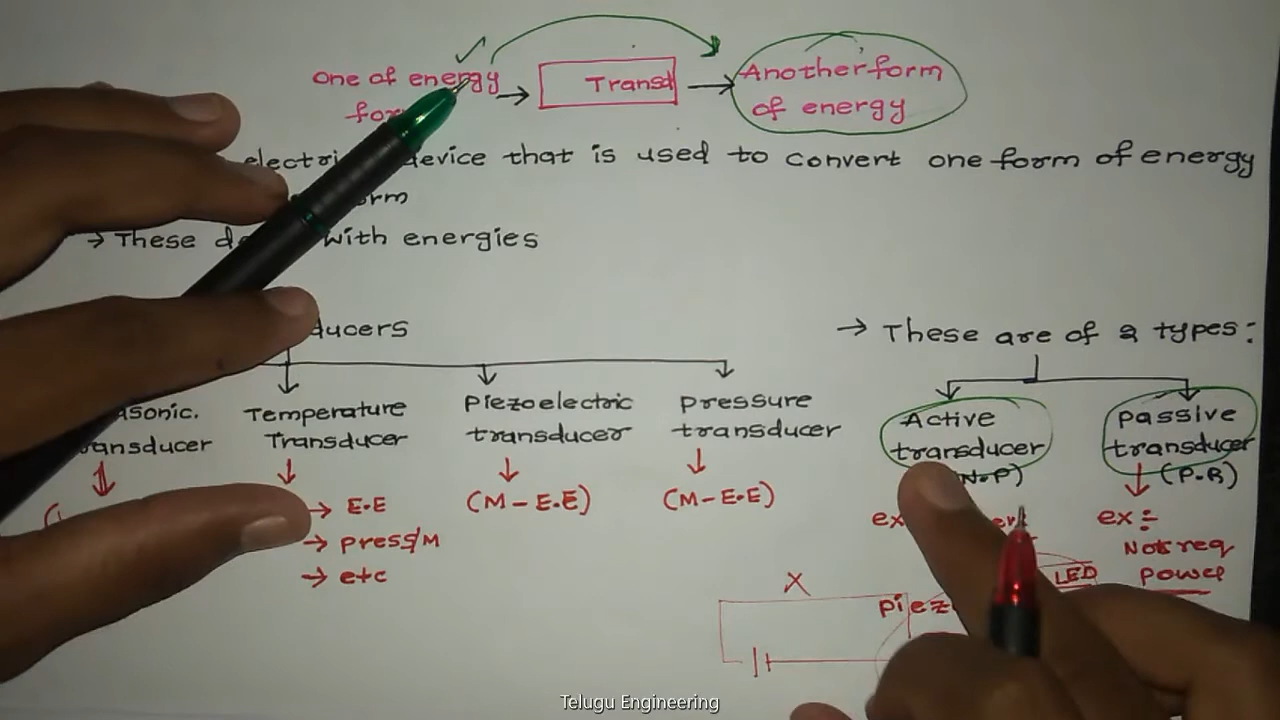 One of energy → Transd → Another form
of energy
device that is used to convert one form of energy
→ These with energies
→ These are of 2 types:
Temperature Transducer
Piezoelectric transducer
pressure transducer
Active transducer
(N.P)
passive transducer
(P.R)
→ E.E
→ press/M
→ etc
(M-E.E)
(M-E.E)
ex:-
Not req
power
LED
X
Telugu Engineering